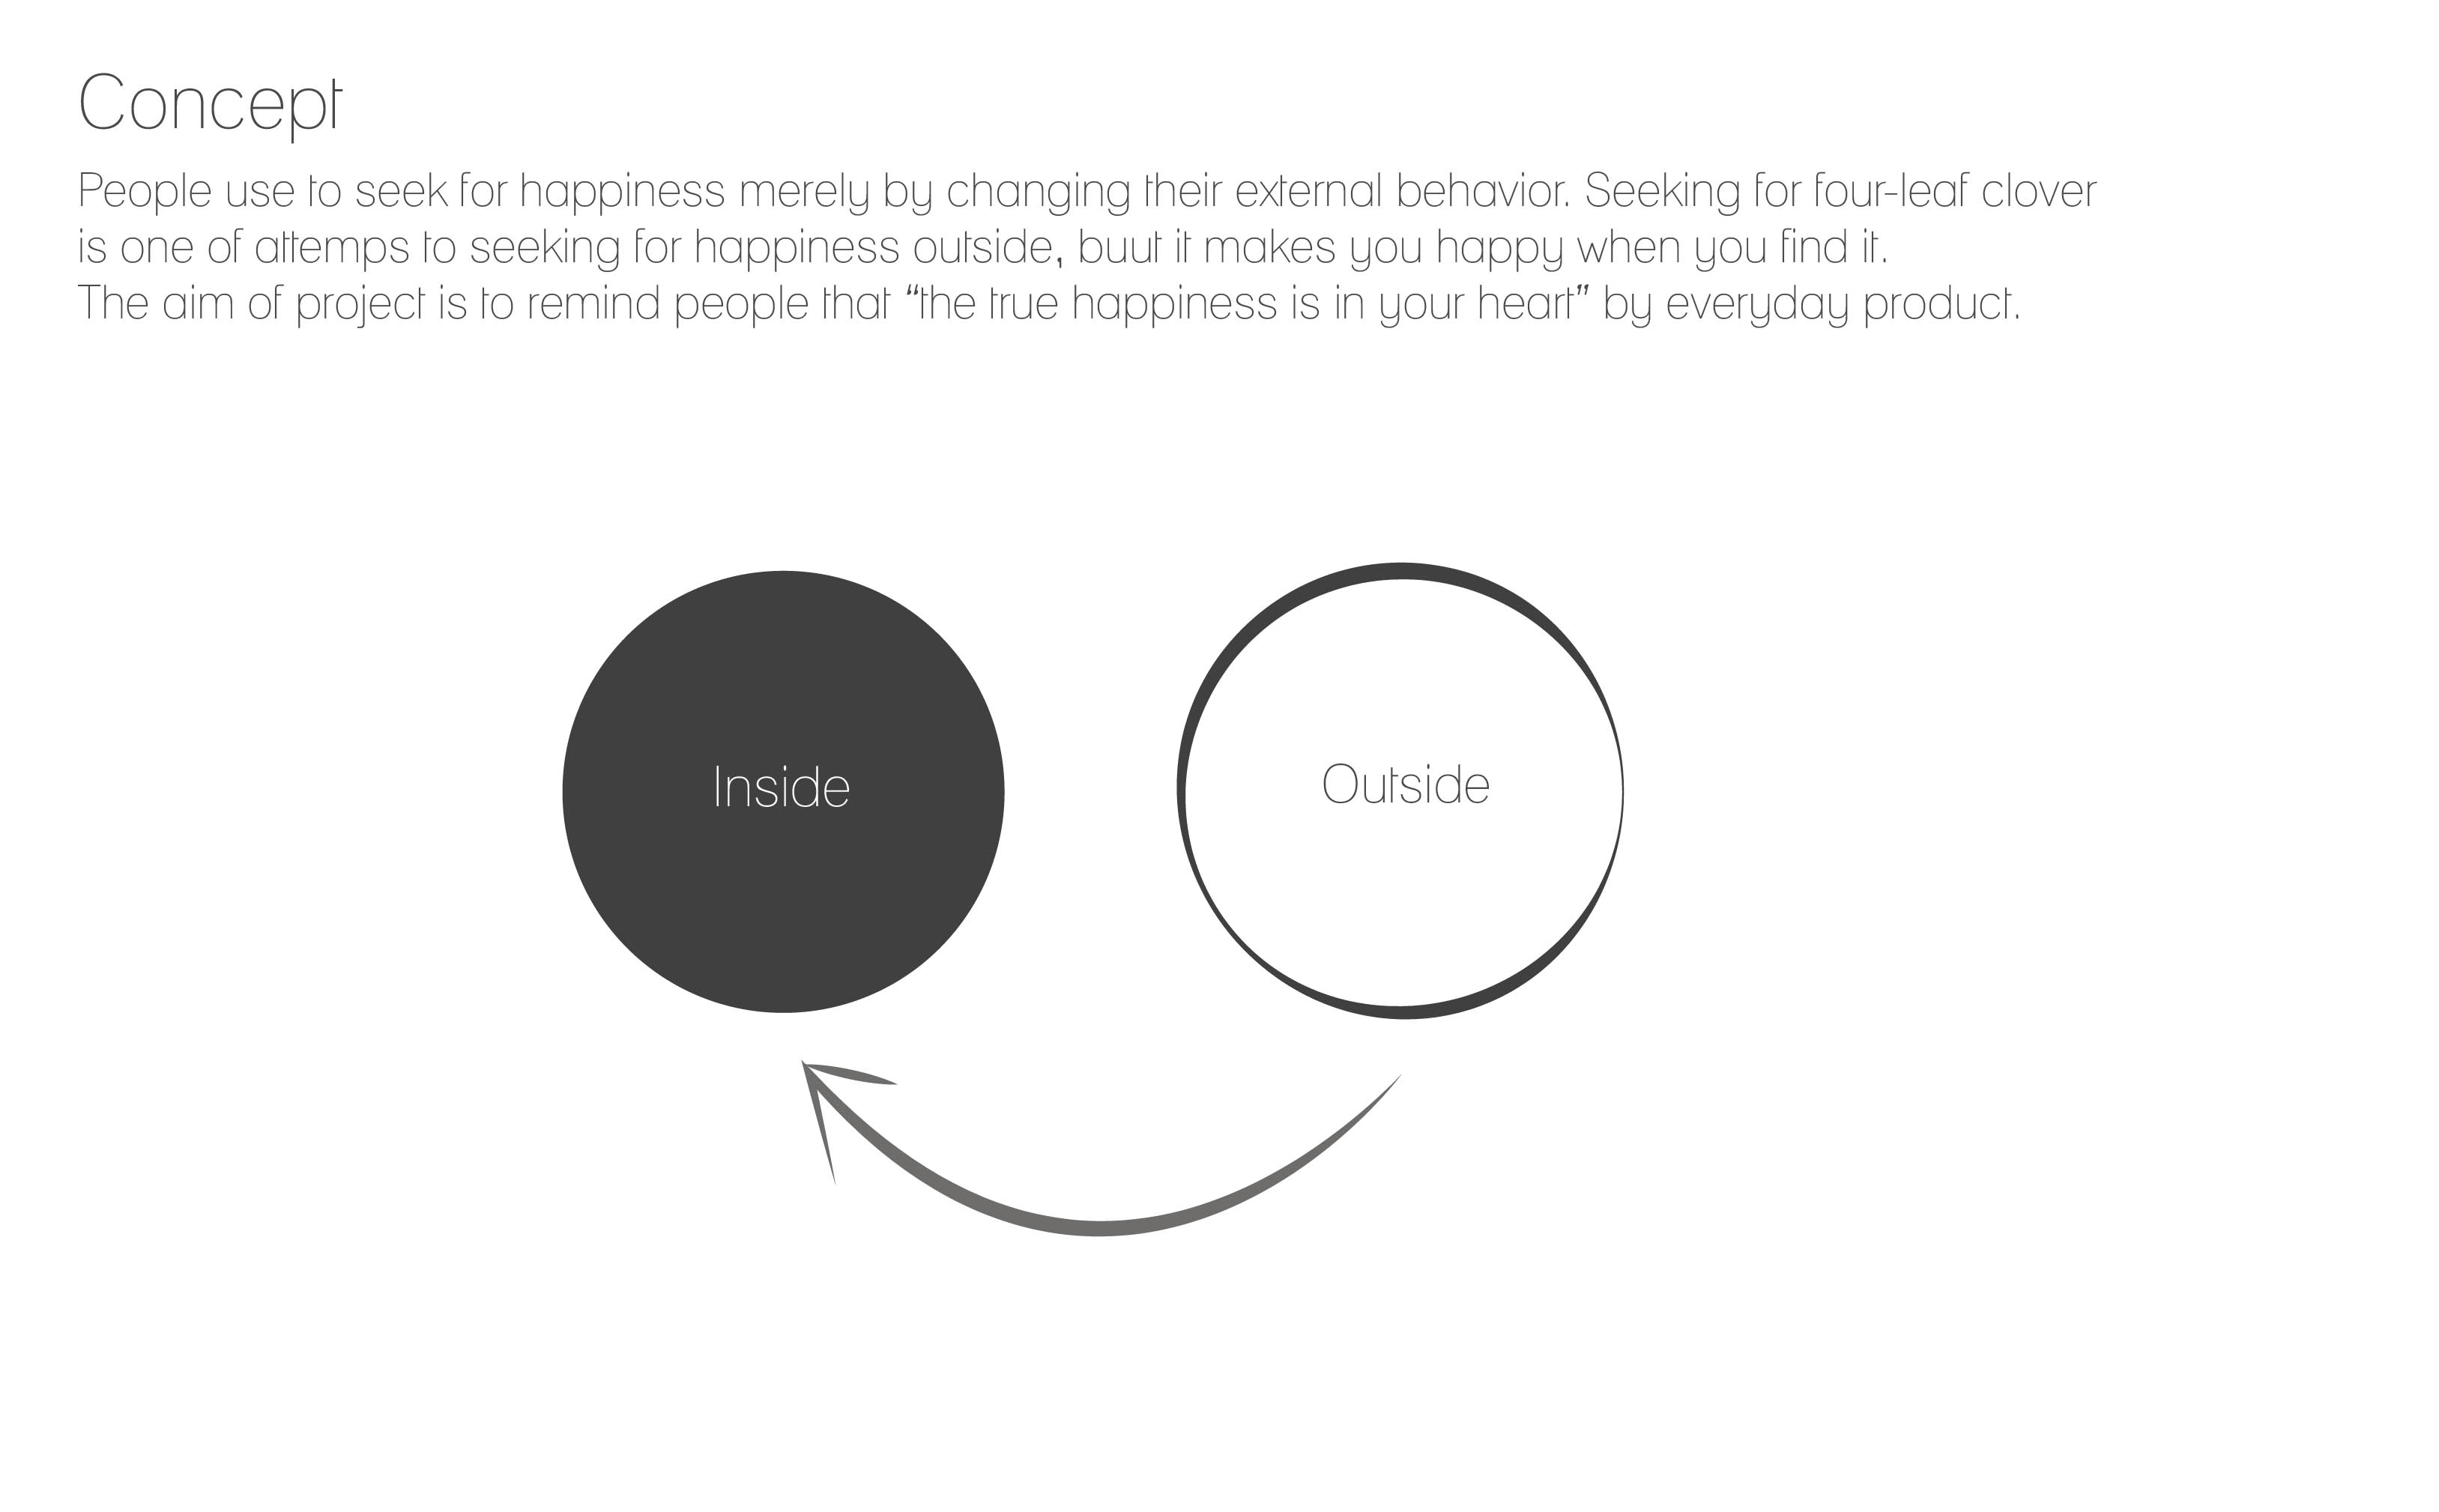 Concept
People use to seek for happiness merely by changing their external behavior. Seeking for four-leaf clover
is one of attemps to seeking for happiness outside, buut it makes you happy when you find it.
The aim of project is to remind people that “the true happiness is in your heart” by everyday product.
Inside
Outside